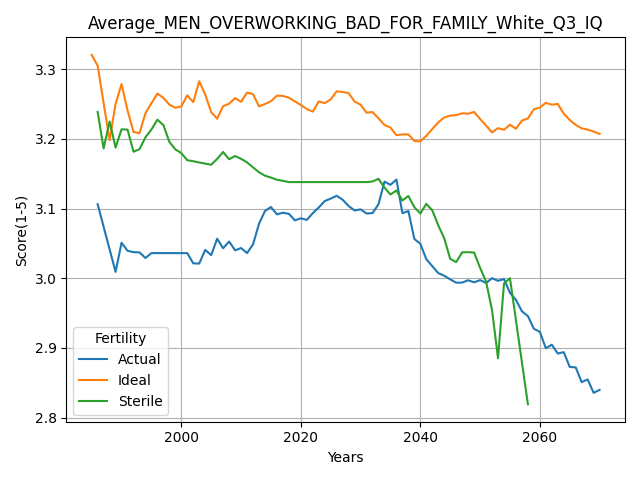 Average_MEN_OVERWORKING_BAD_FOR_FAMILY_White_Q3_IQ
Score(1-5)
3.3
3.2
3.1
3.0
2.9
2.8
Fertility
Actual
Ideal
Sterile
2000
2020
2040
2060
Years